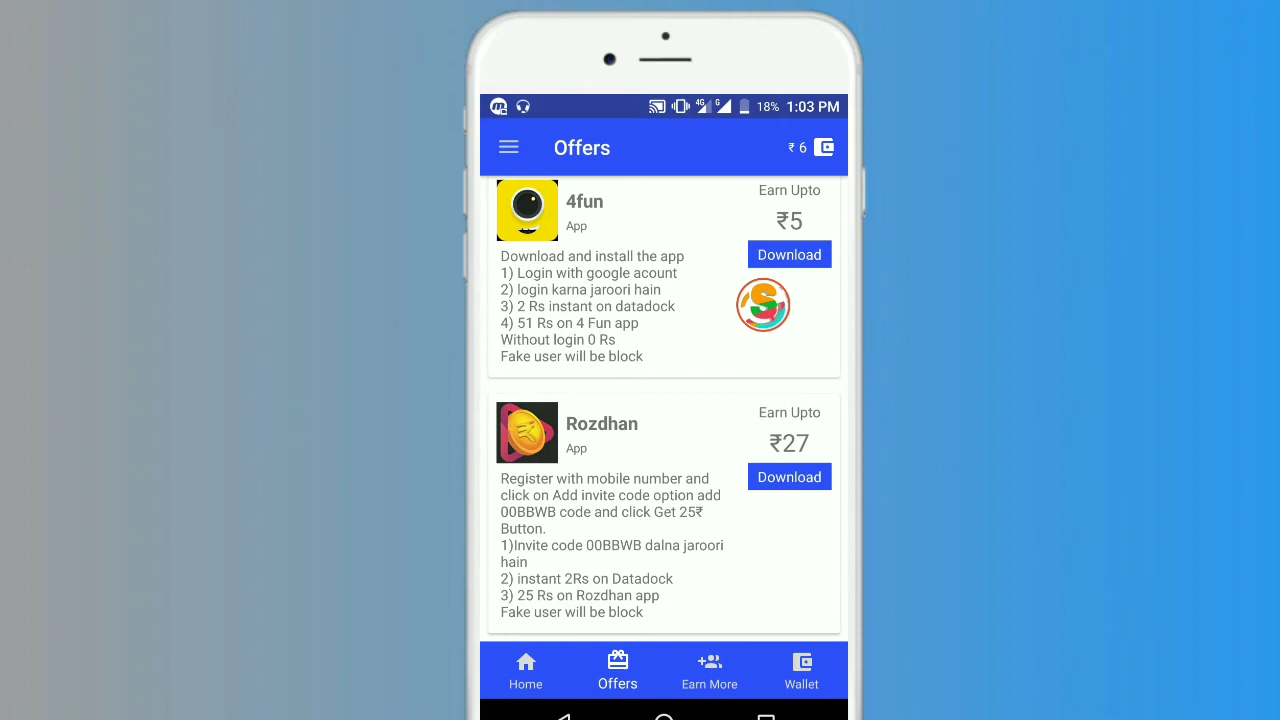 4G G 18% 1:03 PM
Offers ₹ 6
4fun
App
Earn Upto
₹5
Download
Download and install the app
1) Login with google acount
2) login karna jaroori hain
3) 2 Rs instant on datadock
4) 51 Rs on 4 Fun app
Without login 0 Rs
Fake user will be block
S
Rozdhan
App
Earn Upto
₹27
Download
Register with mobile number and
click on Add invite code option add
00BBWB code and click Get 25₹
Button.
1)Invite code 00BBWB dalna jaroori
hain
2) instant 2Rs on Datadock
3) 25 Rs on Rozdhan app
Fake user will be block
Home Offers Earn More Wallet